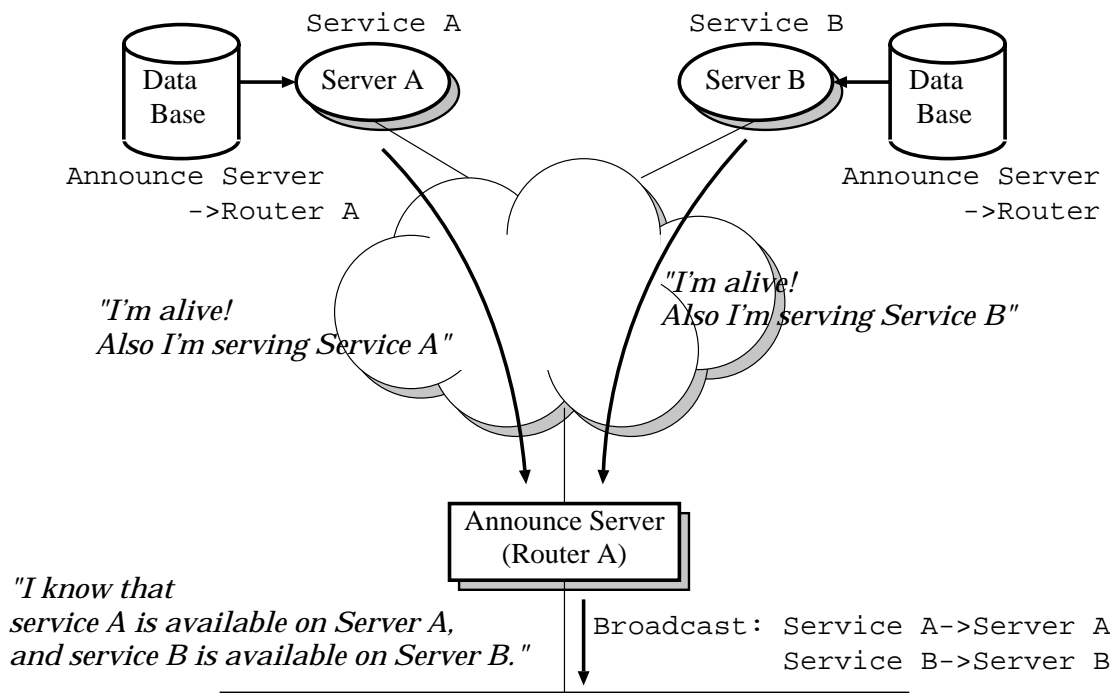 Service A
Service B
Data
Base
Server A
Server B
Data
Base
Announce Server
->Router A
Announce Server
->Router
"I'm alive!
Also I'm serving Service A"
"I'm alive!
Also I'm serving Service B"
Announce Server
(Router A)
"I know that
service A is available on Server A,
and service B is available on Server B."
Broadcast: Service A->Server A
Service B->Server B